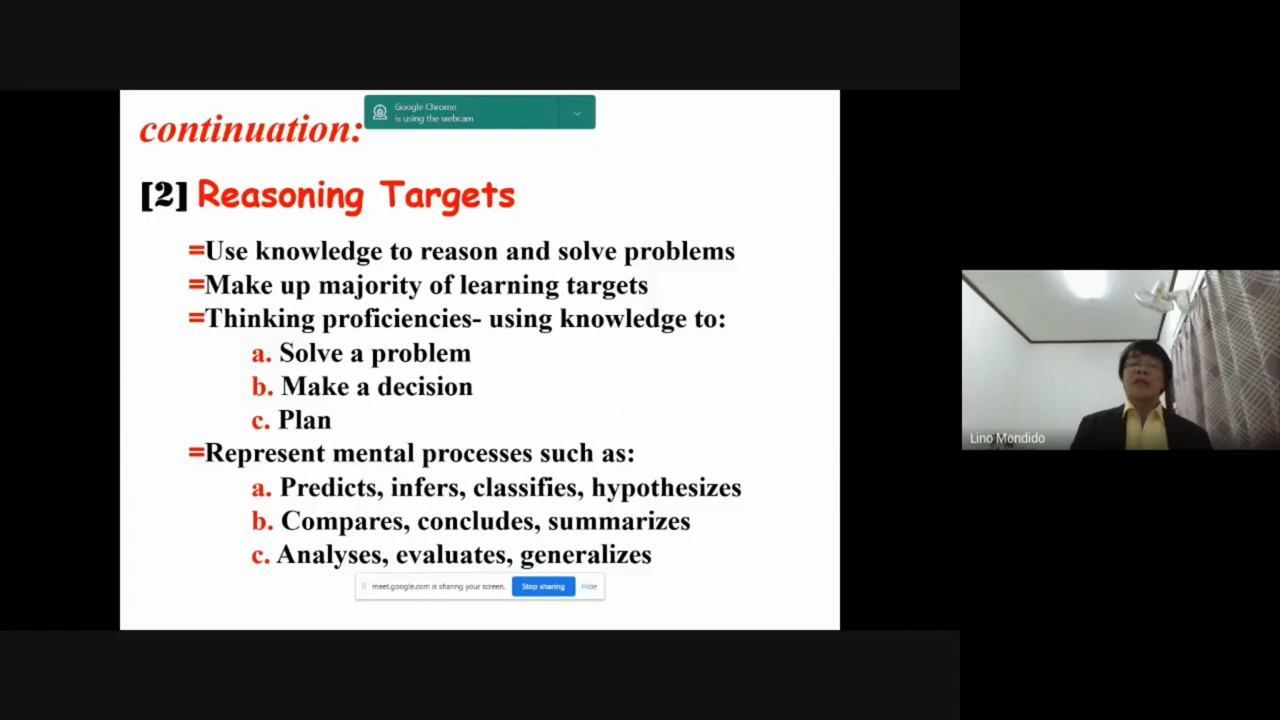 Google Chrome
is using the webcam
continuation:
[2] Reasoning Targets
=Use knowledge to reason and solve problems
=Make up majority of learning targets
=Thinking proficiencies- using knowledge to:
a. Solve a problem
b. Make a decision
c. Plan
=Represent mental processes such as:
a. Predicts, infers, classifies, hypothesizes
b. Compares, concludes, summarizes
c. Analyses, evaluates, generalizes
meet.google.com is sharing your screen. Stop sharing Hide
Lino Mondido